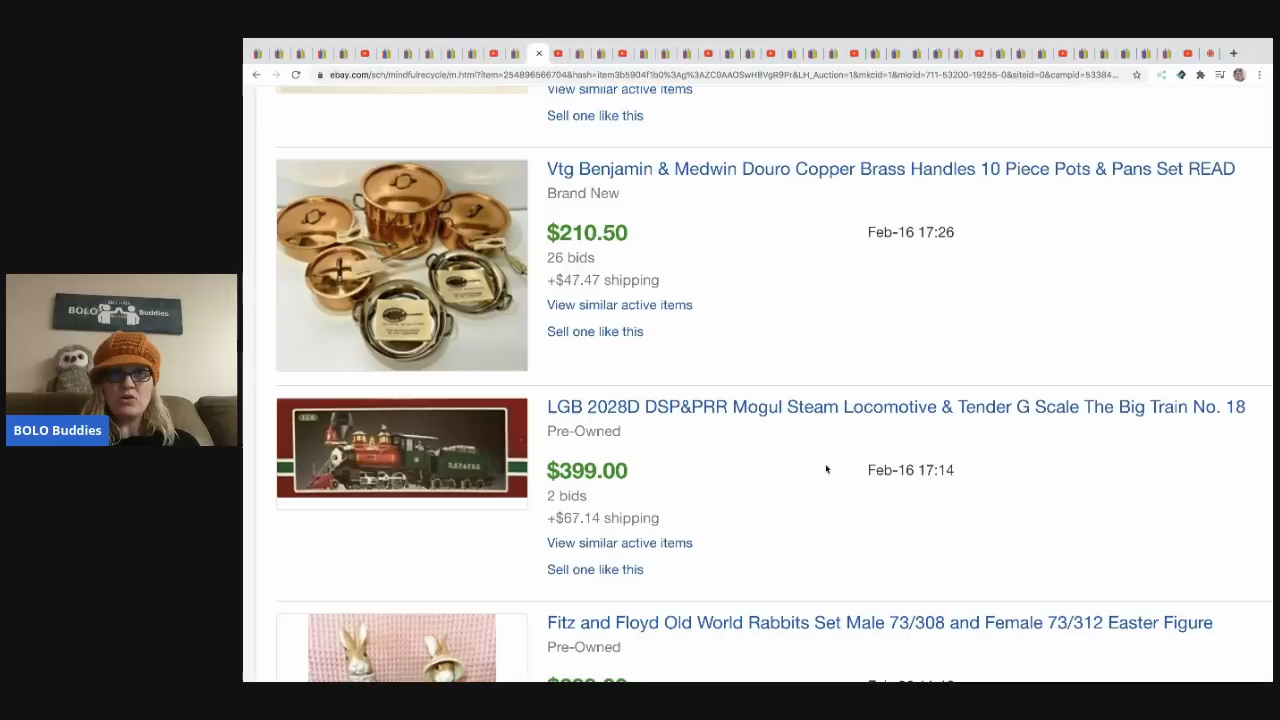 ebay.com/sch/mindfulrecycle/m.html?item=254896566704&hash=item3b5904f1b0%3Ag%3AZC0AAOSwH8VgR9Pr&LH_Auction=1&mkcid=1&mkrid=711-53200-19255-0&siteid=0&campid=53384...
View similar active items
Sell one like this
Vtg Benjamin & Medwin Douro Copper Brass Handles 10 Piece Pots & Pans Set READ
Brand New
$210.50
Feb-16 17:26
26 bids
+$47.47 shipping
View similar active items
Sell one like this
LGB 2028D DSP&PRR Mogul Steam Locomotive & Tender G Scale The Big Train No. 18
Pre-Owned
$399.00
Feb-16 17:14
2 bids
+$67.14 shipping
View similar active items
Sell one like this
Fitz and Floyd Old World Rabbits Set Male 73/308 and Female 73/312 Easter Figure
Pre-Owned
BOLO Buddies
BOLO Buddies
LGB
DSP&PRR